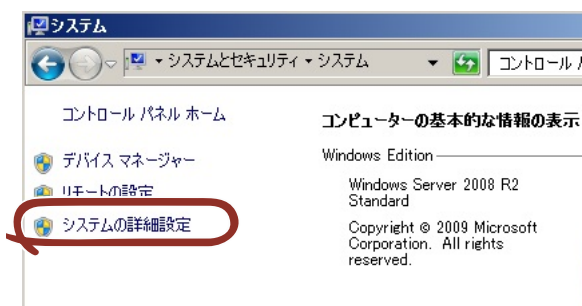 システム
システムとセキュリティ システム
コントロール
コントロール パネル ホーム
コンピューターの基本的な情報の表示
デバイス マネージャー
Windows Edition
リモートの設定
Windows Server 2008 R2
Standard
システムの詳細設定
Copyright © 2009 Microsoft
Corporation. All rights
reserved.